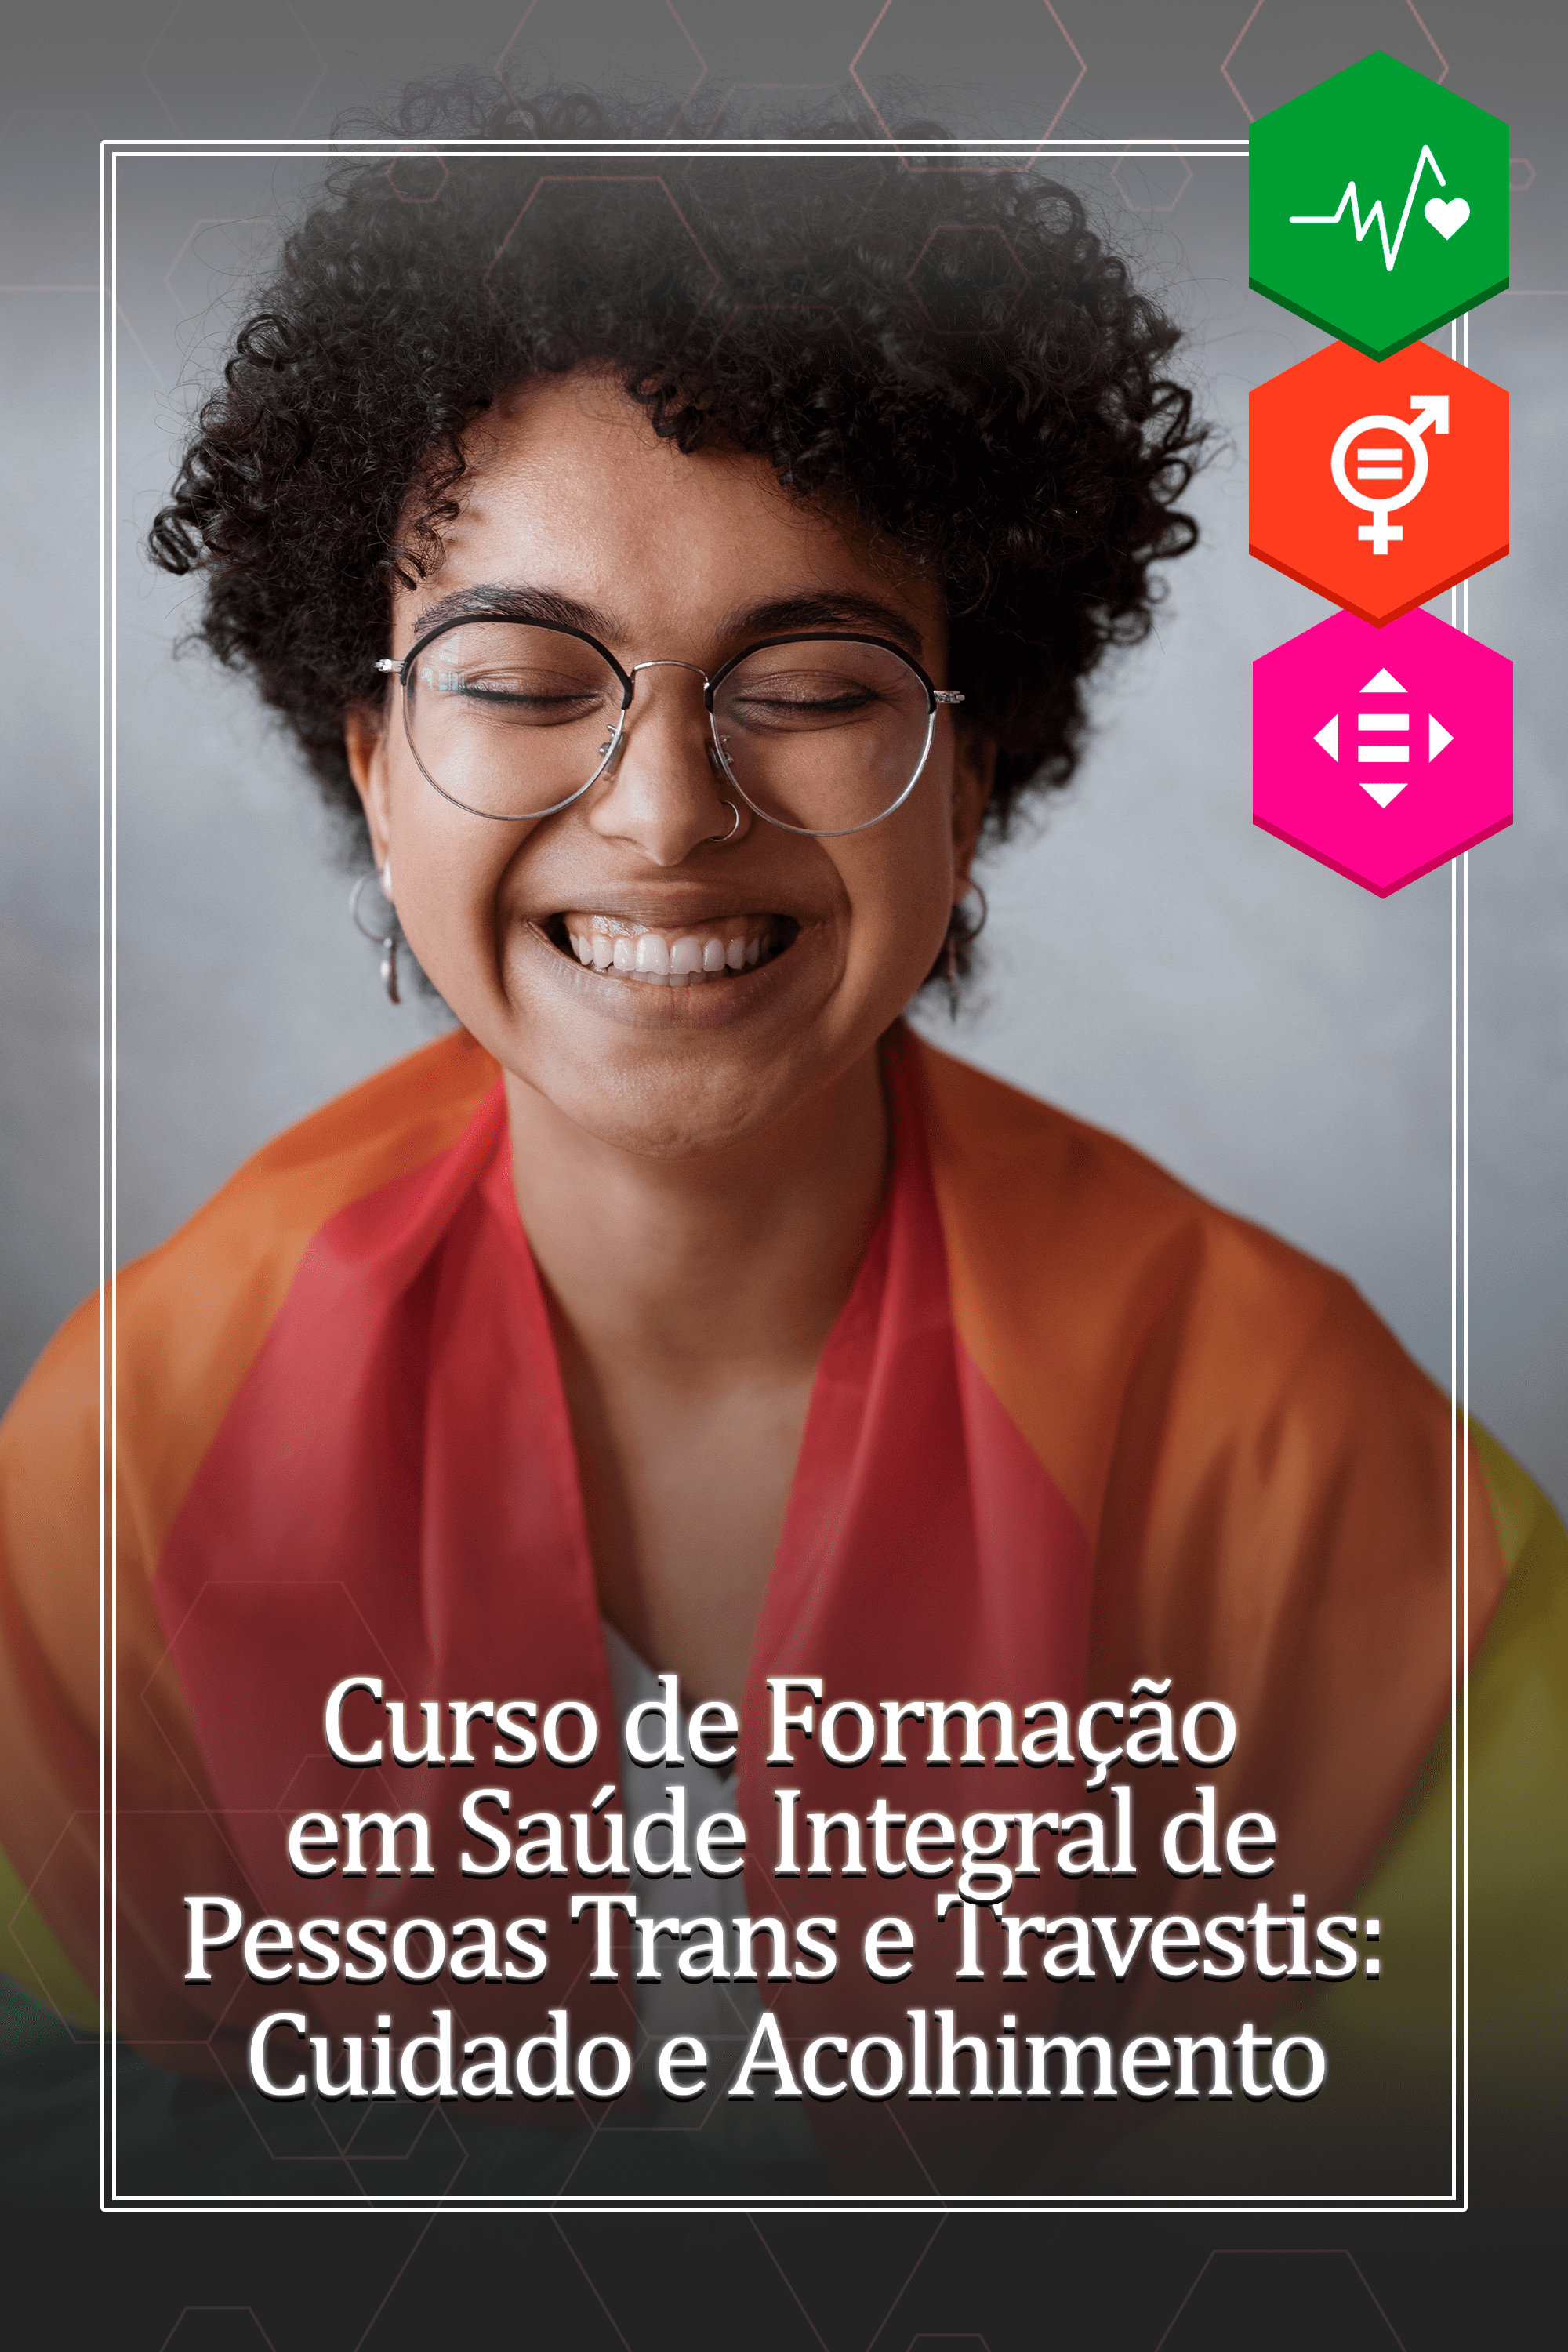 Curso de Formação
em Saúde Integral de
Pessoas Trans e Travestis:
Cuidado e Acolhimento